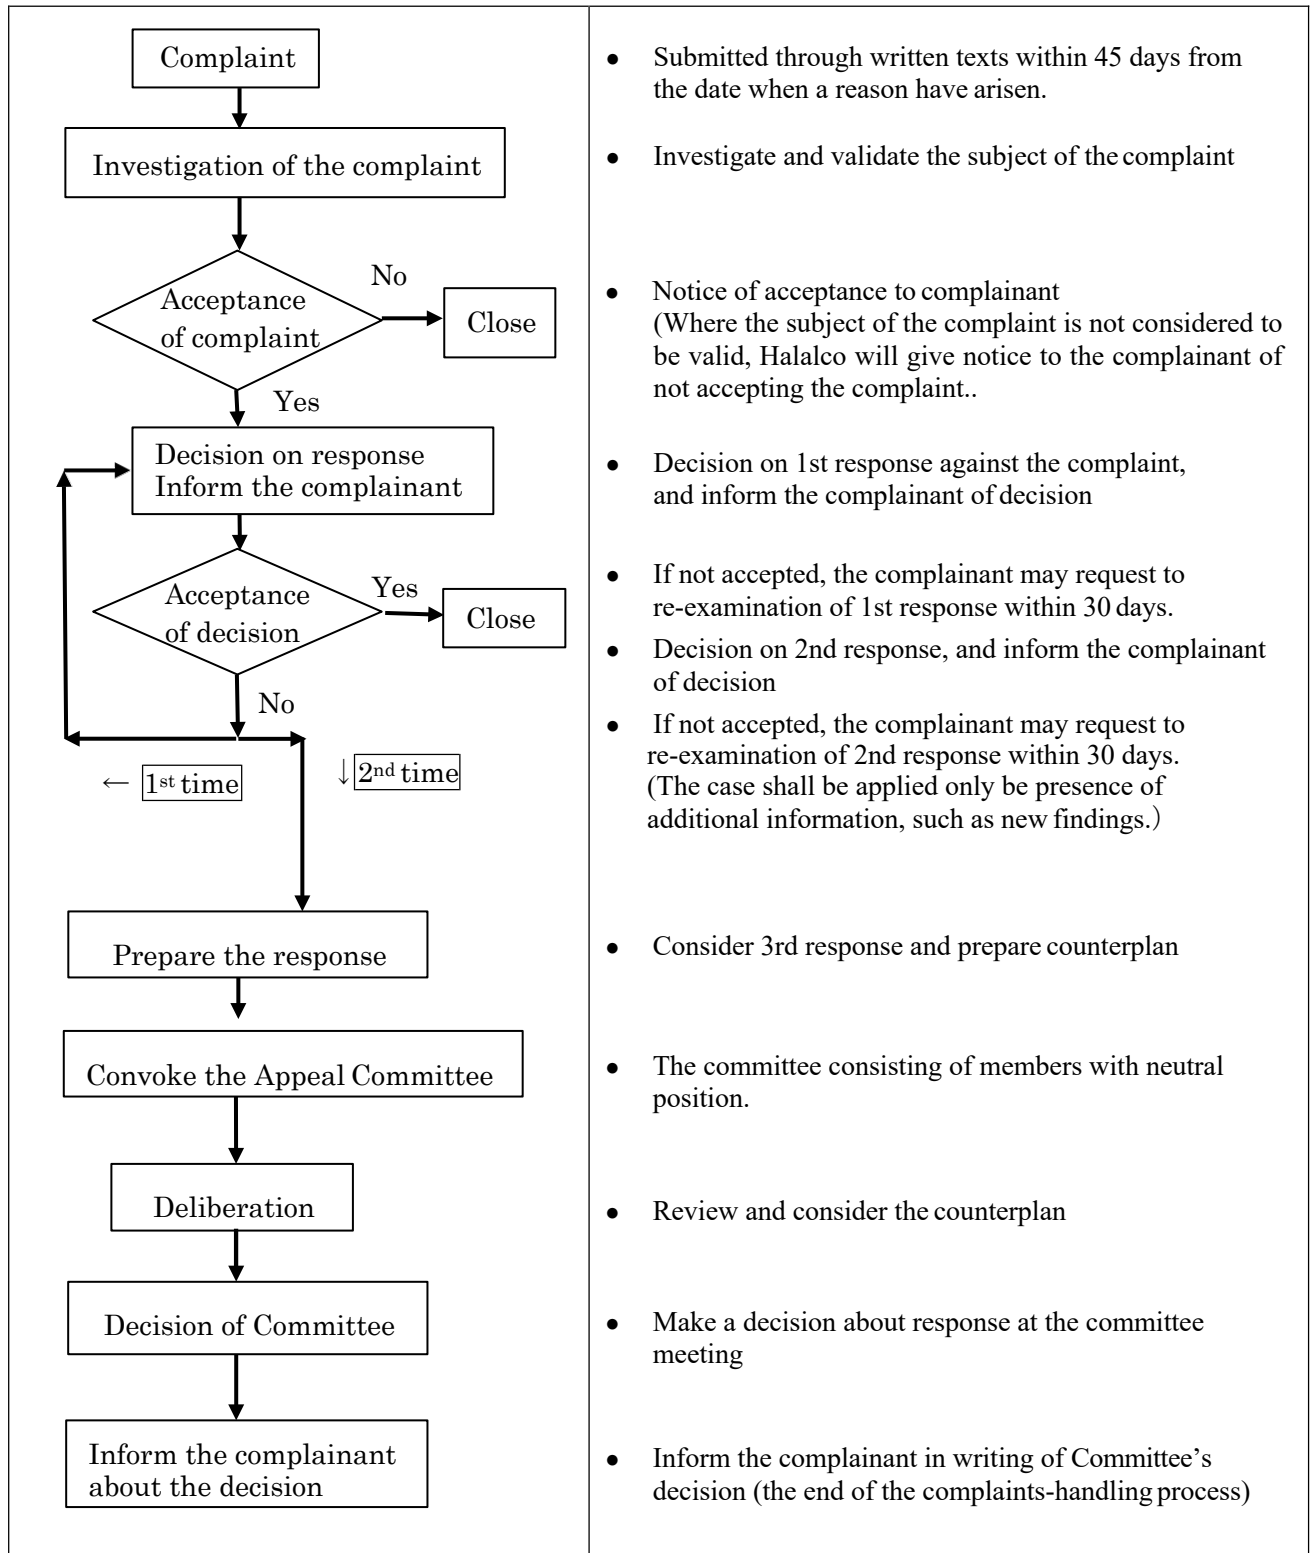 Complaint
Submitted through written texts within 45 days from
the date when a reason have arisen.
Investigation of the complaint
Investigate and validate the subject of the complaint
Acceptance
of complaint
No
Close
Yes
Notice of acceptance to complainant
(Where the subject of the complaint is not considered to
be valid, Halalco will give notice to the complainant of
not accepting the complaint..
Decision on response
Inform the complainant
Decision on 1st response against the complaint,
and inform the complainant of decision
Acceptance
of decision
Yes
Close
No
← 1st time
↓ 2nd time
If not accepted, the complainant may request to
re-examination of 1st response within 30 days.
Decision on 2nd response, and inform the complainant
of decision
If not accepted, the complainant may request to
re-examination of 2nd response within 30 days.
(The case shall be applied only be presence of
additional information, such as new findings.）
Prepare the response
Consider 3rd response and prepare counterplan
Convoke the Appeal Committee
The committee consisting of members with neutral
position.
Deliberation
Review and consider the counterplan
Decision of Committee
Make a decision about response at the committee
meeting
Inform the complainant
about the decision
Inform the complainant in writing of Committee’s
decision (the end of the complaints-handling process)